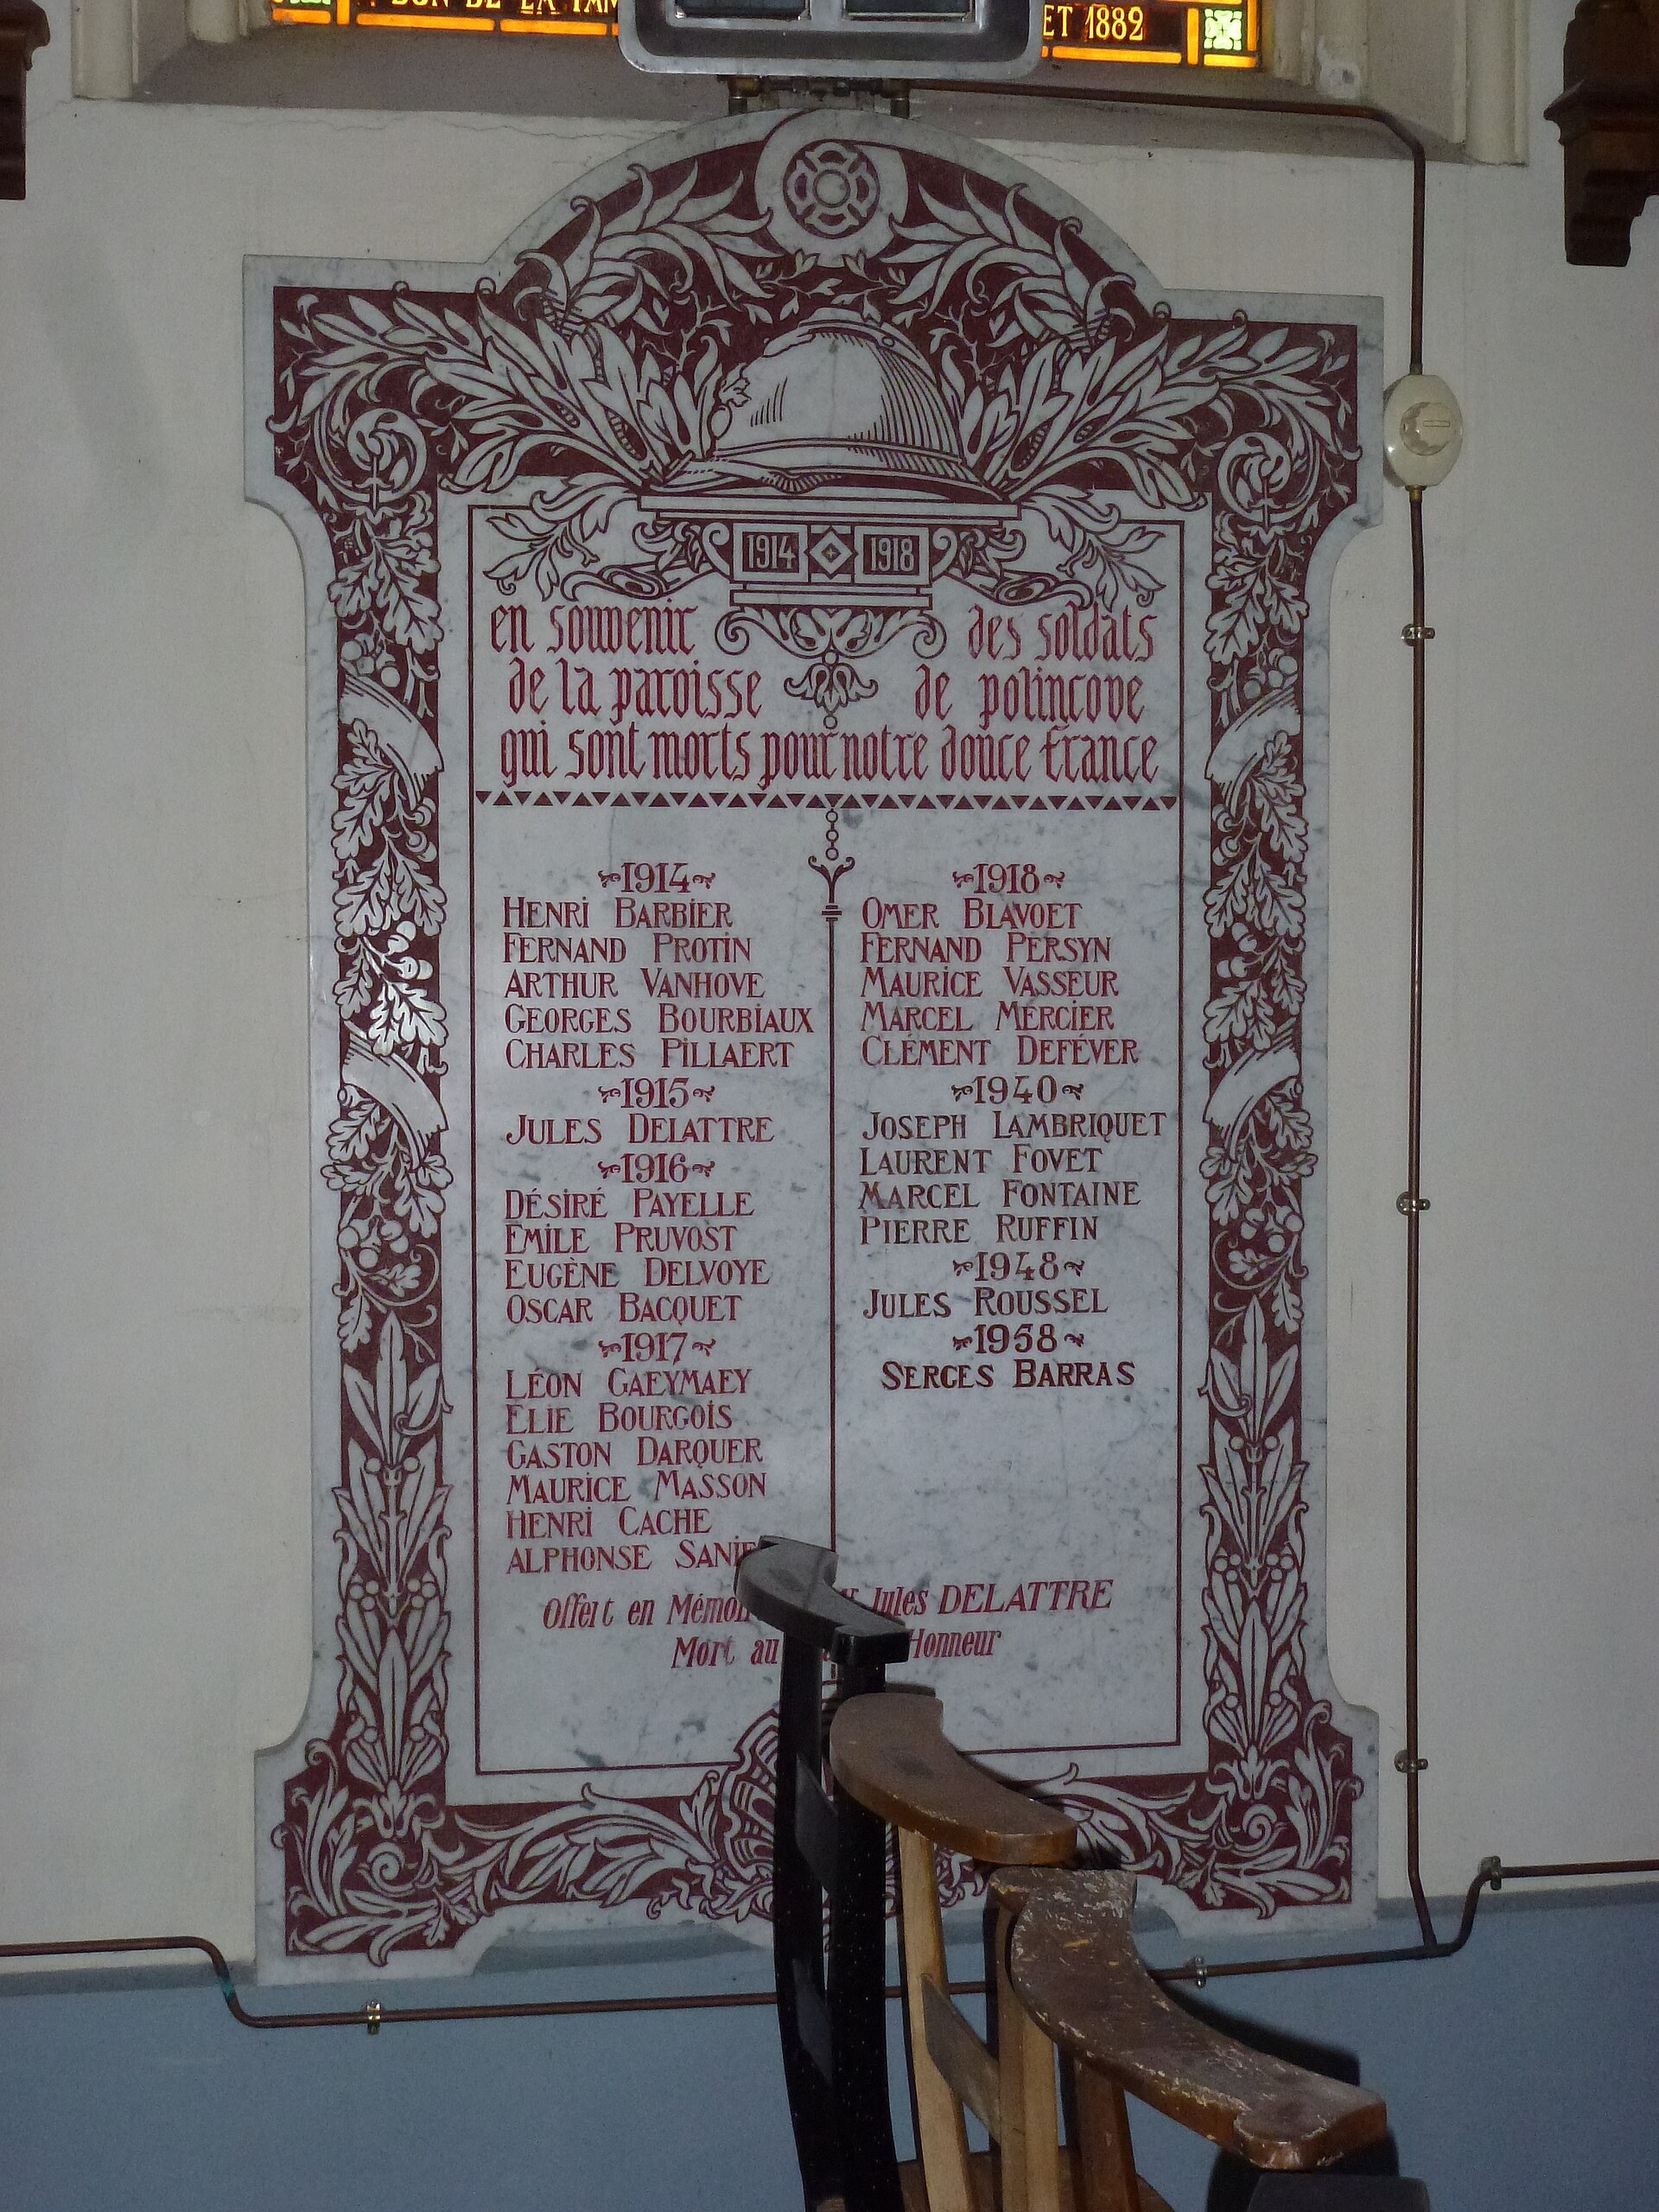 DON DE LA
ET 1882
1914 1918
en souvenir des soldats
de la paroisse de polincove
qui sont morts pour notre douce france
1914
HENRI BARBIER
FERNAND PROTIN
ARTHUR VANHOVE
GEORGES BOURBIAUX
CHARLES PILLAERT
1915
JULES DELATTRE
1916
DÉSIRÉ PAYELLE
EMILE PRUVOST
EUGÈNE DELVOYE
OSCAR BACQUET
1917
LÉON GAEYMAEY
ELIE BOURGOIS
GASTON DARQUER
MAURICE MASSON
HENRI CACHE
ALPHONSE
1918
OMER BLAVOET
FERNAND PERSYN
MAURICE VASSEUR
MARCEL MERCIER
CLÉMENT DEFÉVER
1940
JOSEPH LAMBRIQUET
LAURENT FOVET
MARCEL FONTAINE
PIERRE RUFFIN
1948
JULES ROUSSEL
1958
SERGES BARRAS
Offert en Jules DELATTRE
Mort au Honneur